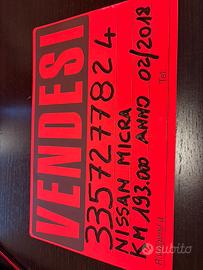 VENDESI
3357277824
NISSAN MICRA
KM 193.000 ANNO 02/2018
Tel.
subito